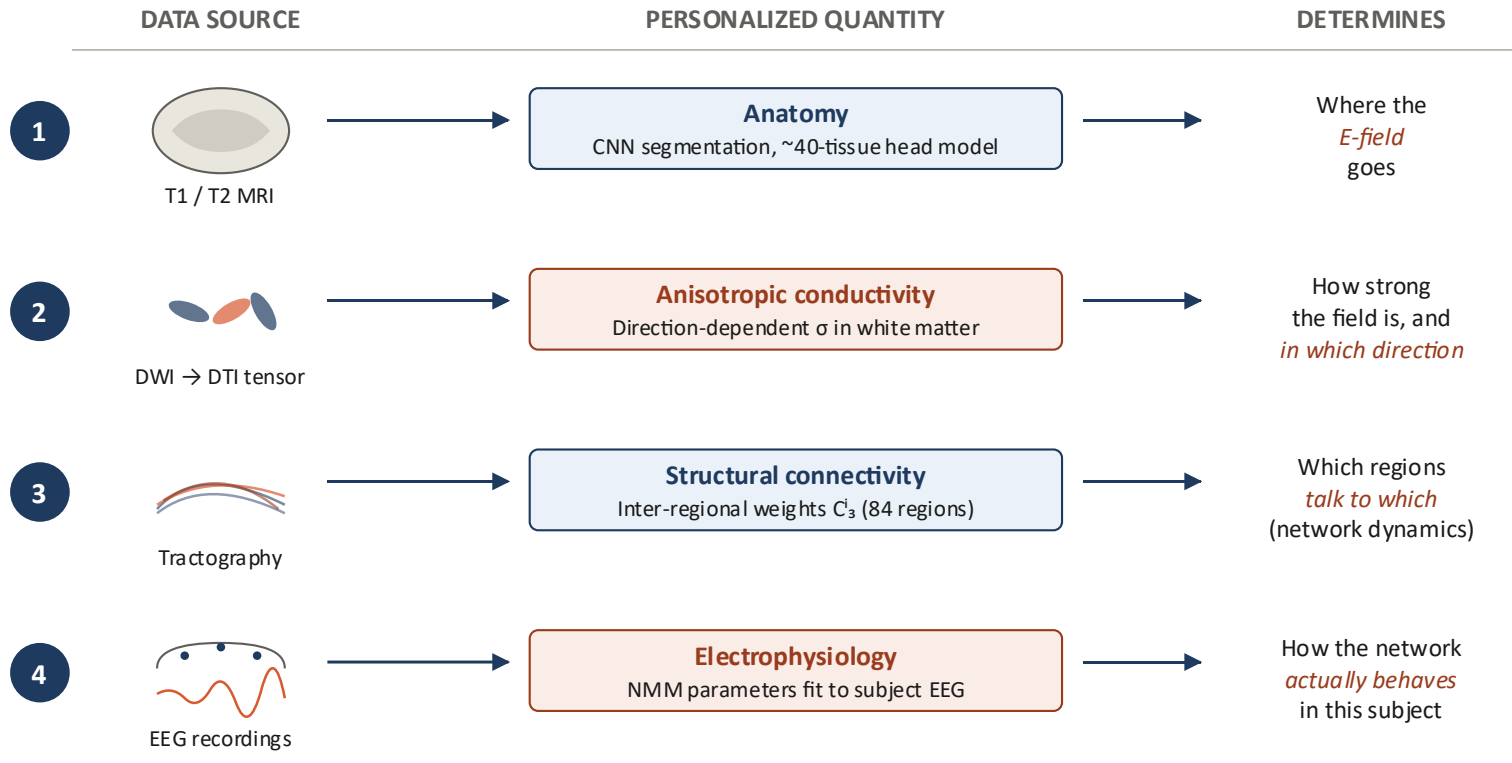 DATA SOURCE PERSONALIZED QUANTITY DETERMINES
1
T1 / T2 MRI
Anatomy
CNN segmentation, ~40-tissue head model
Where the
E-field
goes
2
DWI → DTI tensor
Anisotropic conductivity
Direction-dependent σ in white matter
How strong
the field is, and
in which direction
3
Tractography
Structural connectivity
Inter-regional weights Cⁱ₃ (84 regions)
Which regions
talk to which
(network dynamics)
4
EEG recordings
Electrophysiology
NMM parameters fit to subject EEG
How the network
actually behaves
in this subject